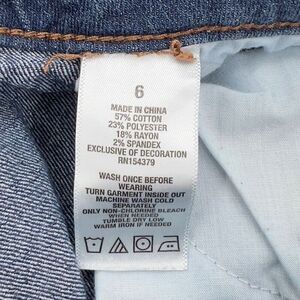 6
MADE IN CHINA
57% COTTON
23% POLYESTER
18% RAYON
2% SPANDEX
EXCLUSIVE OF DECORATION
RN154379
WASH ONCE BEFORE
WEARING
TURN GARMENT INSIDE OUT
MACHINE WASH COLD
SEPARATELY
ONLY NON-CHLORINE BLEACH
WHEN NEEDED
TUMBLE DRY LOW
WARM IRON IF NEEDED